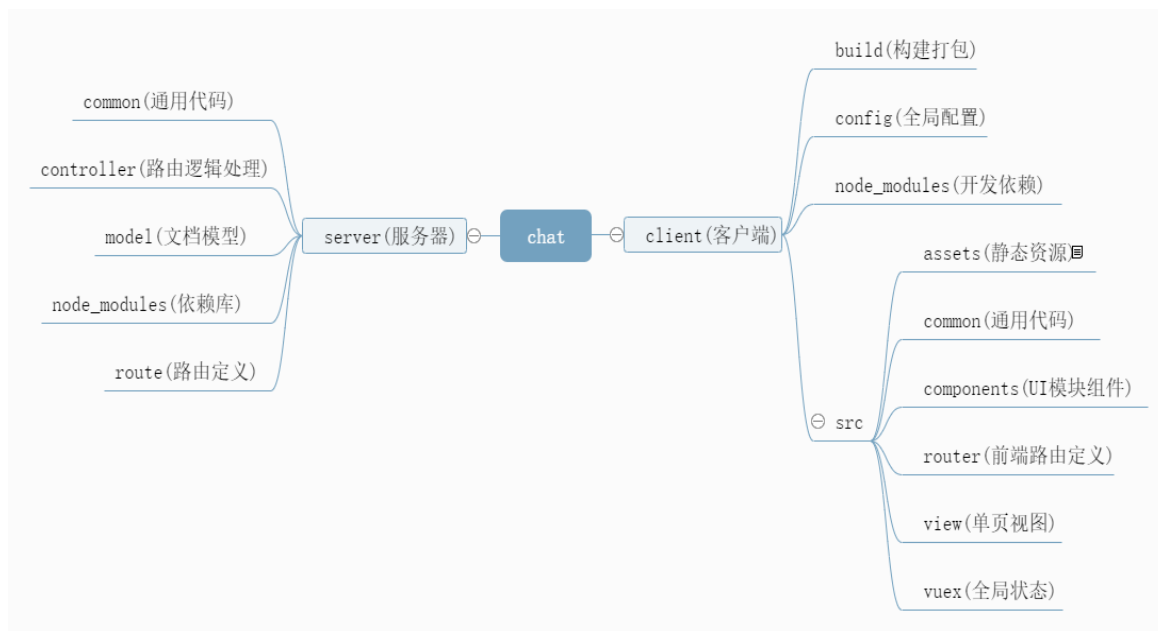 common(通用代码)
controller(路由逻辑处理)
model(文档模型)
node_modules(依赖库)
route(路由定义)
server(服务器)
chat
client(客户端)
build(构建打包)
config(全局配置)
node_modules(开发依赖)
src
assets(静态资源)
common(通用代码)
components(UI模块组件)
router(前端路由定义)
view(单页视图)
vuex(全局状态)